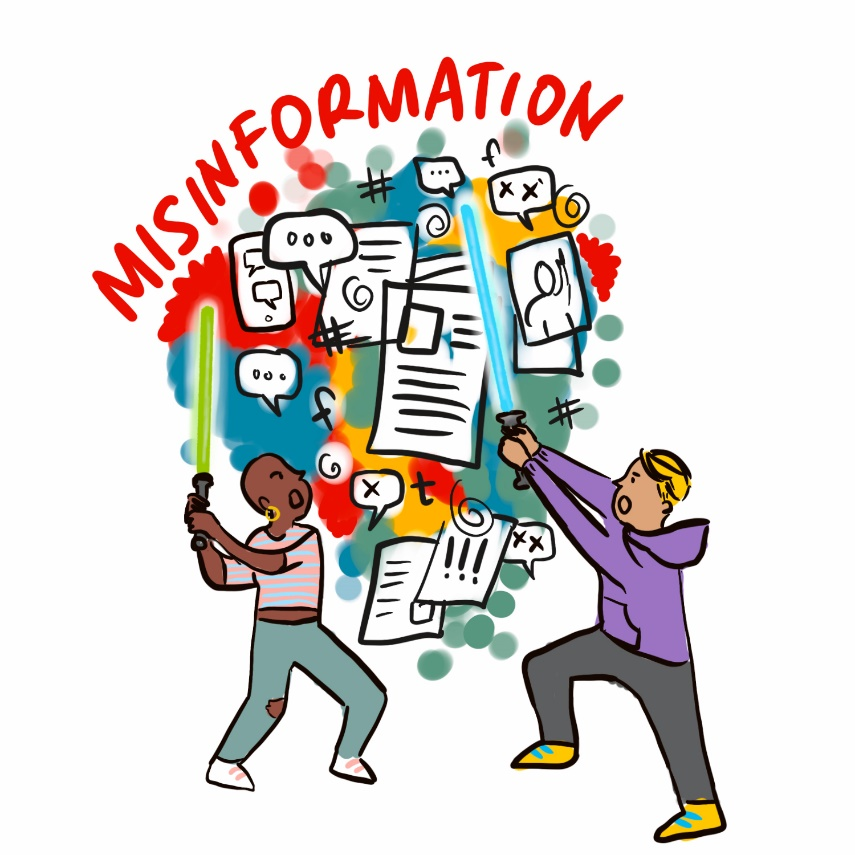 MISINFORMATION
#
f
x x
#
f
#
x
t
x x
!!!